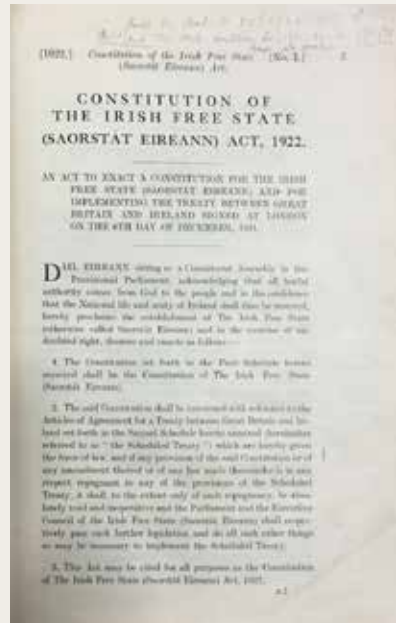 [1922.] Constitution of the Irish Free State [No. 1.]
(Saorstát Eireann) Act.
CONSTITUTION OF
THE IRISH FREE STATE
(SAORSTÁT EIREANN) ACT, 1922.
AN ACT TO ENACT A CONSTITUTION FOR THE IRISH
FREE STATE (SAORSTÁT EIREANN) AND FOR
IMPLEMENTING THE TREATY BETWEEN GREAT
BRITAIN AND IRELAND SIGNED AT LONDON
ON THE 6TH DAY OF DECEMBER, 1921.
DAIL EIREANN sitting as a Constituent Assembly in this
Provisional Parliament, acknowledging that all lawful
authority comes from God to the people and in the confidence
that the National life and unity of Ireland shall thus be restored,
hereby proclaims the establishment of The Irish Free State
(otherwise called Saorstát Eireann) and in the exercise of un-
doubted right, decrees and enacts as follows:—
1. The Constitution set forth in the First Schedule hereto
annexed shall be the Constitution of The Irish Free State
(Saorstát Eireann).
2. The said Constitution shall be construed with reference to the
Articles of Agreement for a Treaty between Great Britain and Ire-
land set forth in the Second Schedule hereto annexed (hereinafter
referred to as "the Scheduled Treaty") which are hereby given
the force of law, and if any provision of the said Constitution or of
any amendment thereof or of any law made thereunder is in any
respect repugnant to any of the provisions of the Scheduled
Treaty, it shall, to the extent only of such repugnancy, be abso-
lutely void and inoperative and the Parliament and the Executive
Council of the Irish Free State (Saorstát Eireann) shall respec-
tively pass such further legislation and do all such other things
as may be necessary to implement the Scheduled Treaty.
3. This Act may be cited for all purposes as the Constitution
of The Irish Free State (Saorstát Eireann) Act, 1922.